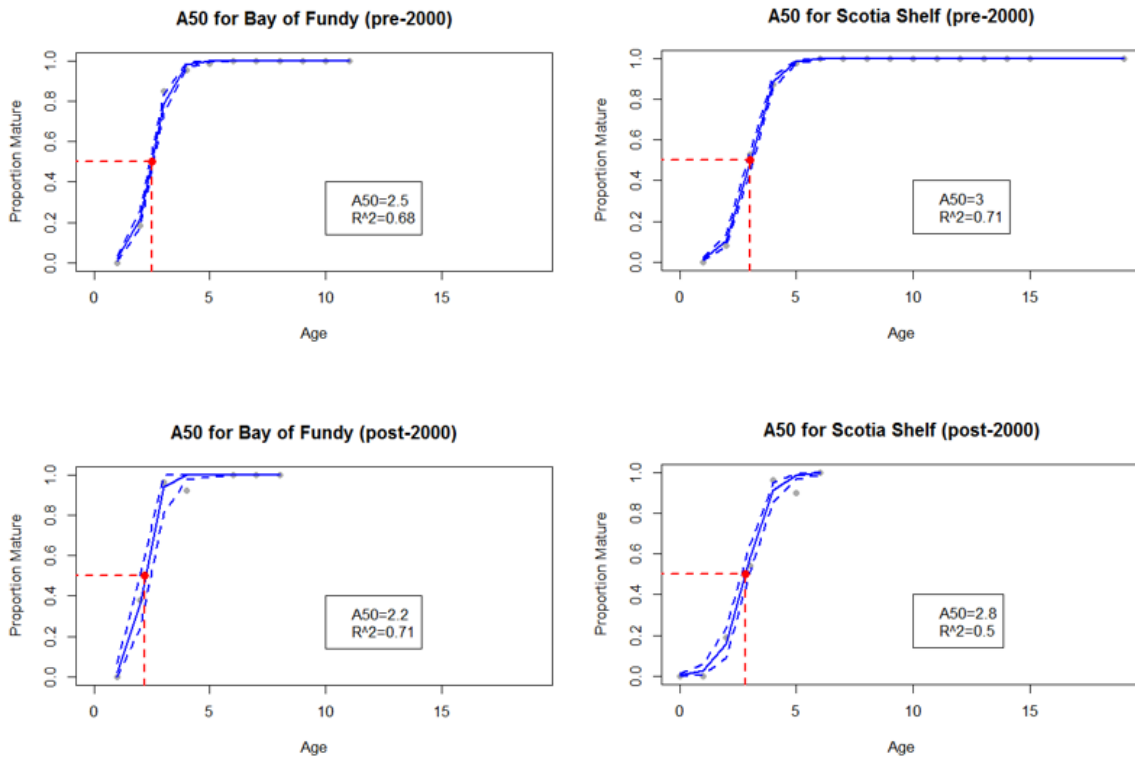 A50 for Bay of Fundy (pre-2000)
Proportion Mature
0.0 0.2 0.4 0.6 0.8 1.0
A50=2.5
R^2=0.68
0 5 10 15
Age
A50 for Scotia Shelf (pre-2000)
Proportion Mature
0.0 0.2 0.4 0.6 0.8 1.0
A50=3
R^2=0.71
0 5 10 15
Age
A50 for Bay of Fundy (post-2000)
Proportion Mature
0.0 0.2 0.4 0.6 0.8 1.0
A50=2.2
R^2=0.71
0 5 10 15
Age
A50 for Scotia Shelf (post-2000)
Proportion Mature
0.0 0.2 0.4 0.6 0.8 1.0
A50=2.8
R^2=0.5
0 5 10 15
Age